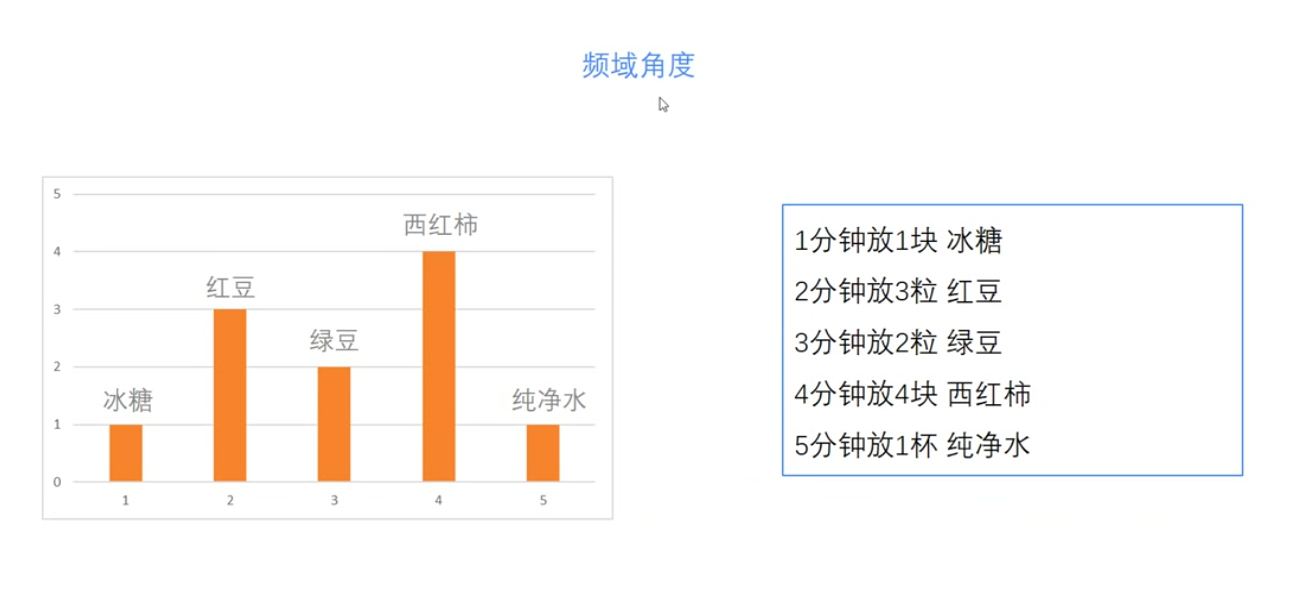 频域角度
5
4
3
2
1
0
西红柿
红豆
绿豆
冰糖
纯净水
1 2 3 4 5
1分钟放1块 冰糖
2分钟放3粒 红豆
3分钟放2粒 绿豆
4分钟放4块 西红柿
5分钟放1杯 纯净水